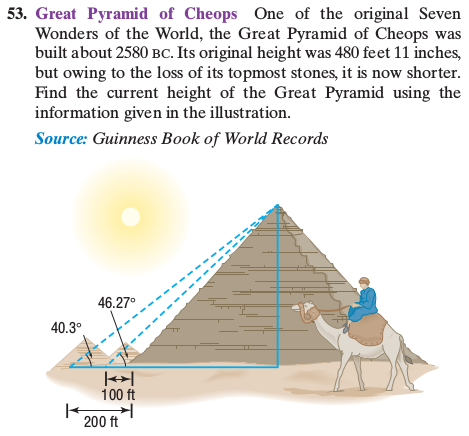 53. Great Pyramid of Cheops One of the original Seven
Wonders of the World, the Great Pyramid of Cheops was
built about 2580 BC. Its original height was 480 feet 11 inches,
but owing to the loss of its topmost stones, it is now shorter.
Find the current height of the Great Pyramid using the
information given in the illustration.
Source: Guinness Book of World Records
46.27°
40.3°
100 ft
200 ft